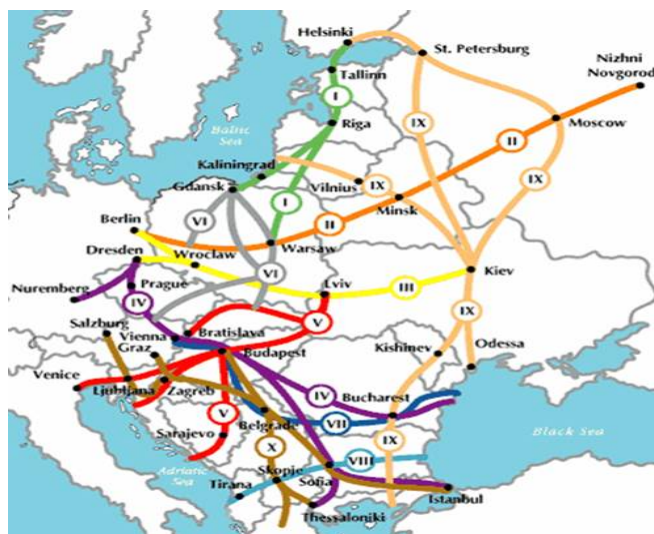 Helsinki
St. Petersburg
Nizhni
Novgorod
Tallinn
I
IX
Moscow
Baltic
Sea
Riga
II
Kaliningrad
IX
IX
Gdansk
Vilnius
Minsk
I
VI
II
Berlin
Warsaw
Dresden
Wroclaw
VI
Kiev
Prague
Lviv
III
Nuremberg
IV
IX
Salzburg
Bratislava
V
Vienna
Graz
Budapest
Kishinev
Odessa
Venice
Ljubljana
Zagreb
IV
Bucharest
V
Belgrade
VII
Sarajevo
IX
Black Sea
X
Adriatic
Sea
Skopje
VIII
Tirana
Sofia
Istanbul
Thessaloniki